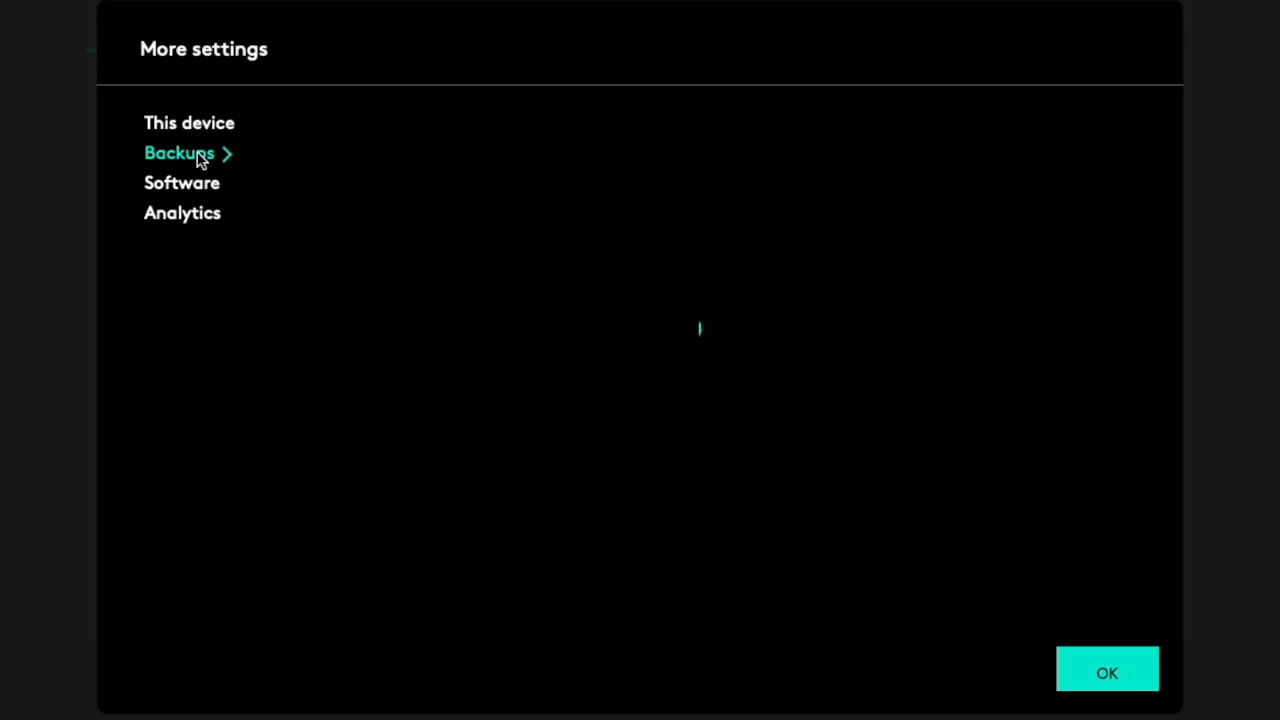 More settings
This device
Backups
Software
Analytics
OK